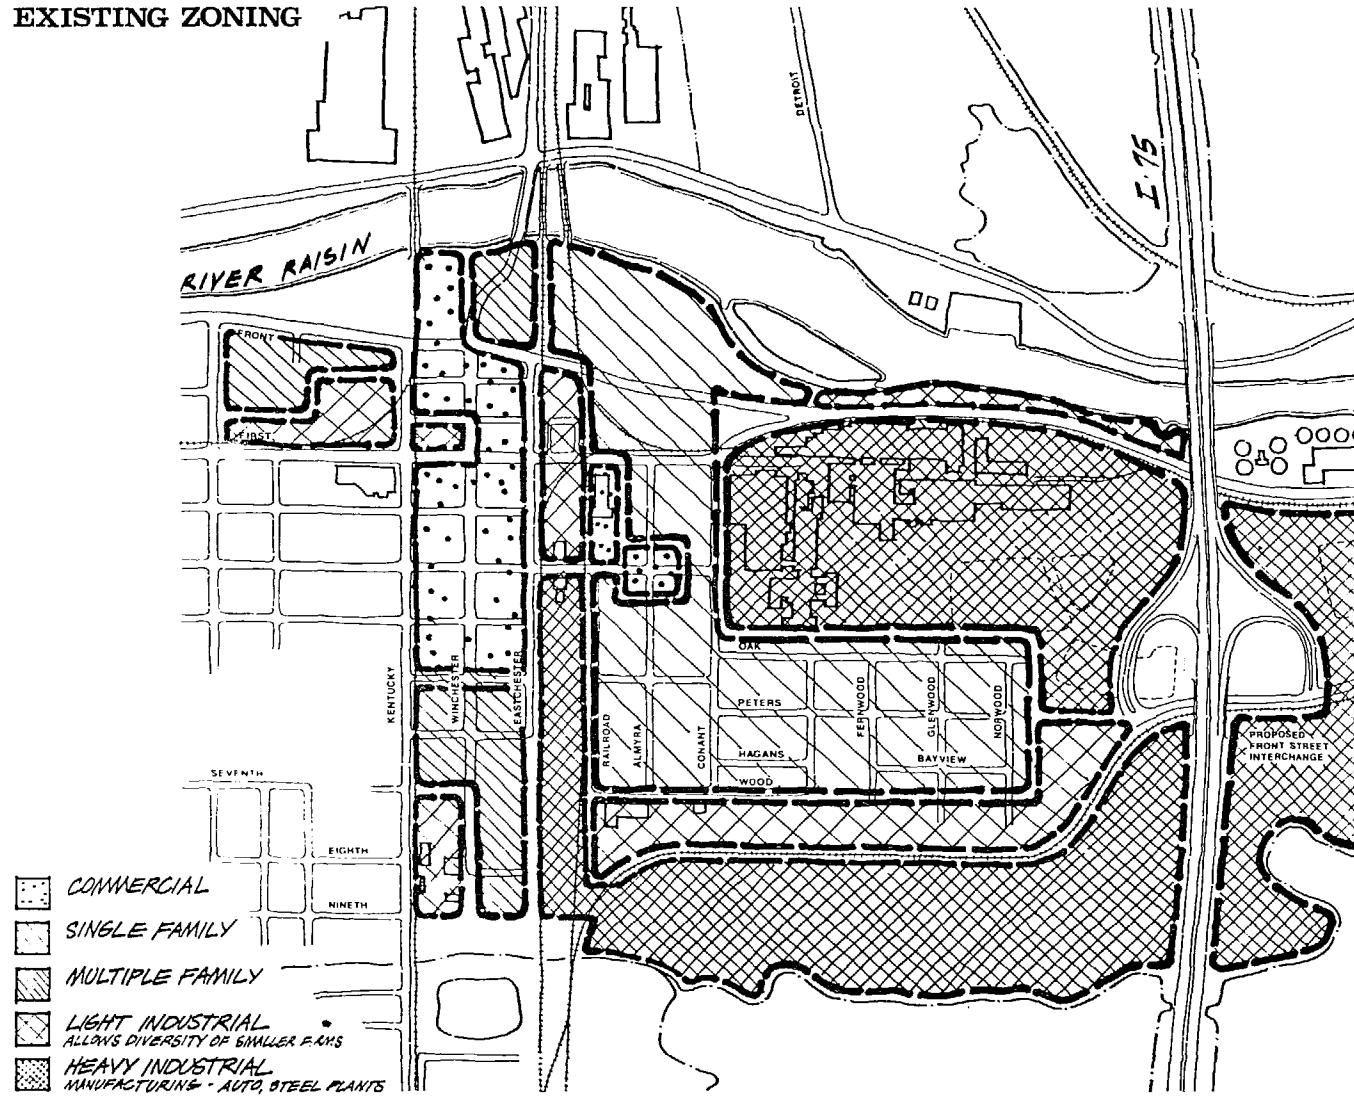 EXISTING ZONING
DETROIT
I-75
RIVER RAISIN
FRONT
FIRST
KENTUCKY
WINCHESTER
EASTCHESTER
OAK
RAILROAD
ALMYRA
CONANT
PETERS
FERNWOOD
GLENWOOD
NORWOOD
HAGANS
BAYVIEW
WOOD
PROPOSED
FRONT STREET
INTERCHANGE
SEVENTH
EIGHTH
NINETH
COMMERCIAL
SINGLE FAMILY
MULTIPLE FAMILY
LIGHT INDUSTRIAL
ALLOWS DIVERSITY OF SMALLER FIRMS
HEAVY INDUSTRIAL
MANUFACTURING - AUTO, STEEL PLANTS